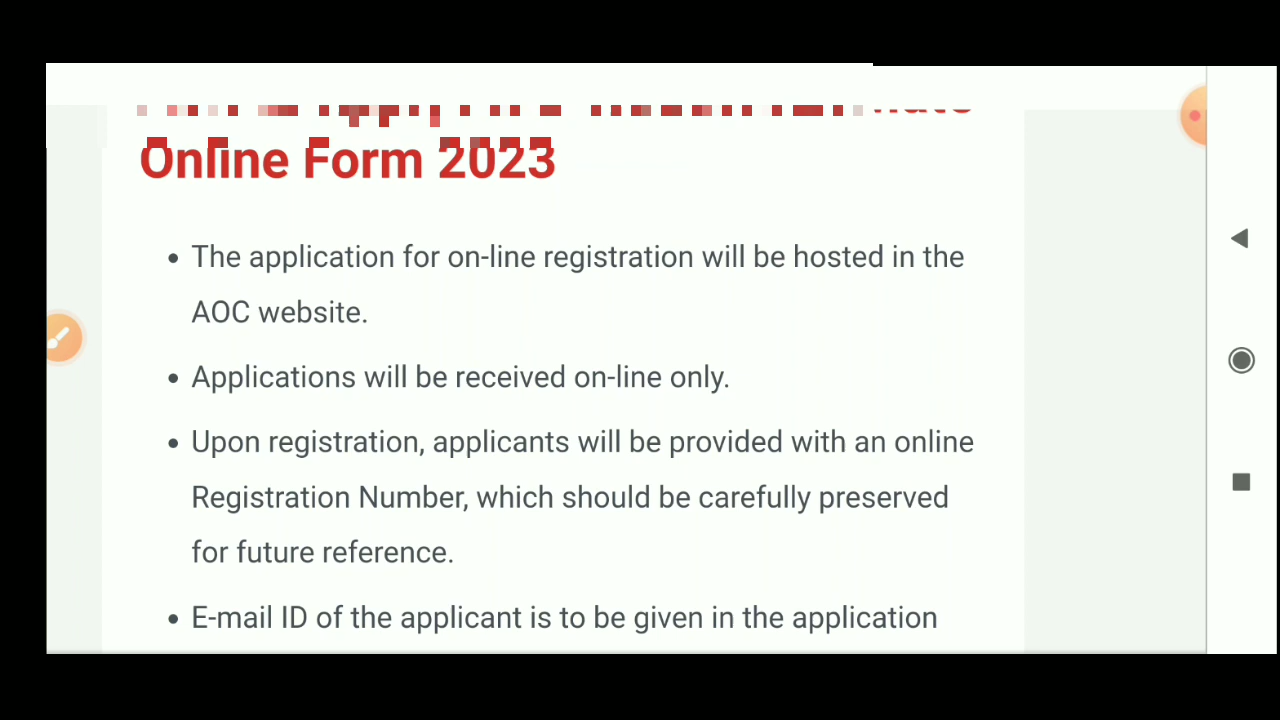 Online Form 2023
The application for on-line registration will be hosted in the
AOC website.
Applications will be received on-line only.
Upon registration, applicants will be provided with an online
Registration Number, which should be carefully preserved
for future reference.
E-mail ID of the applicant is to be given in the application